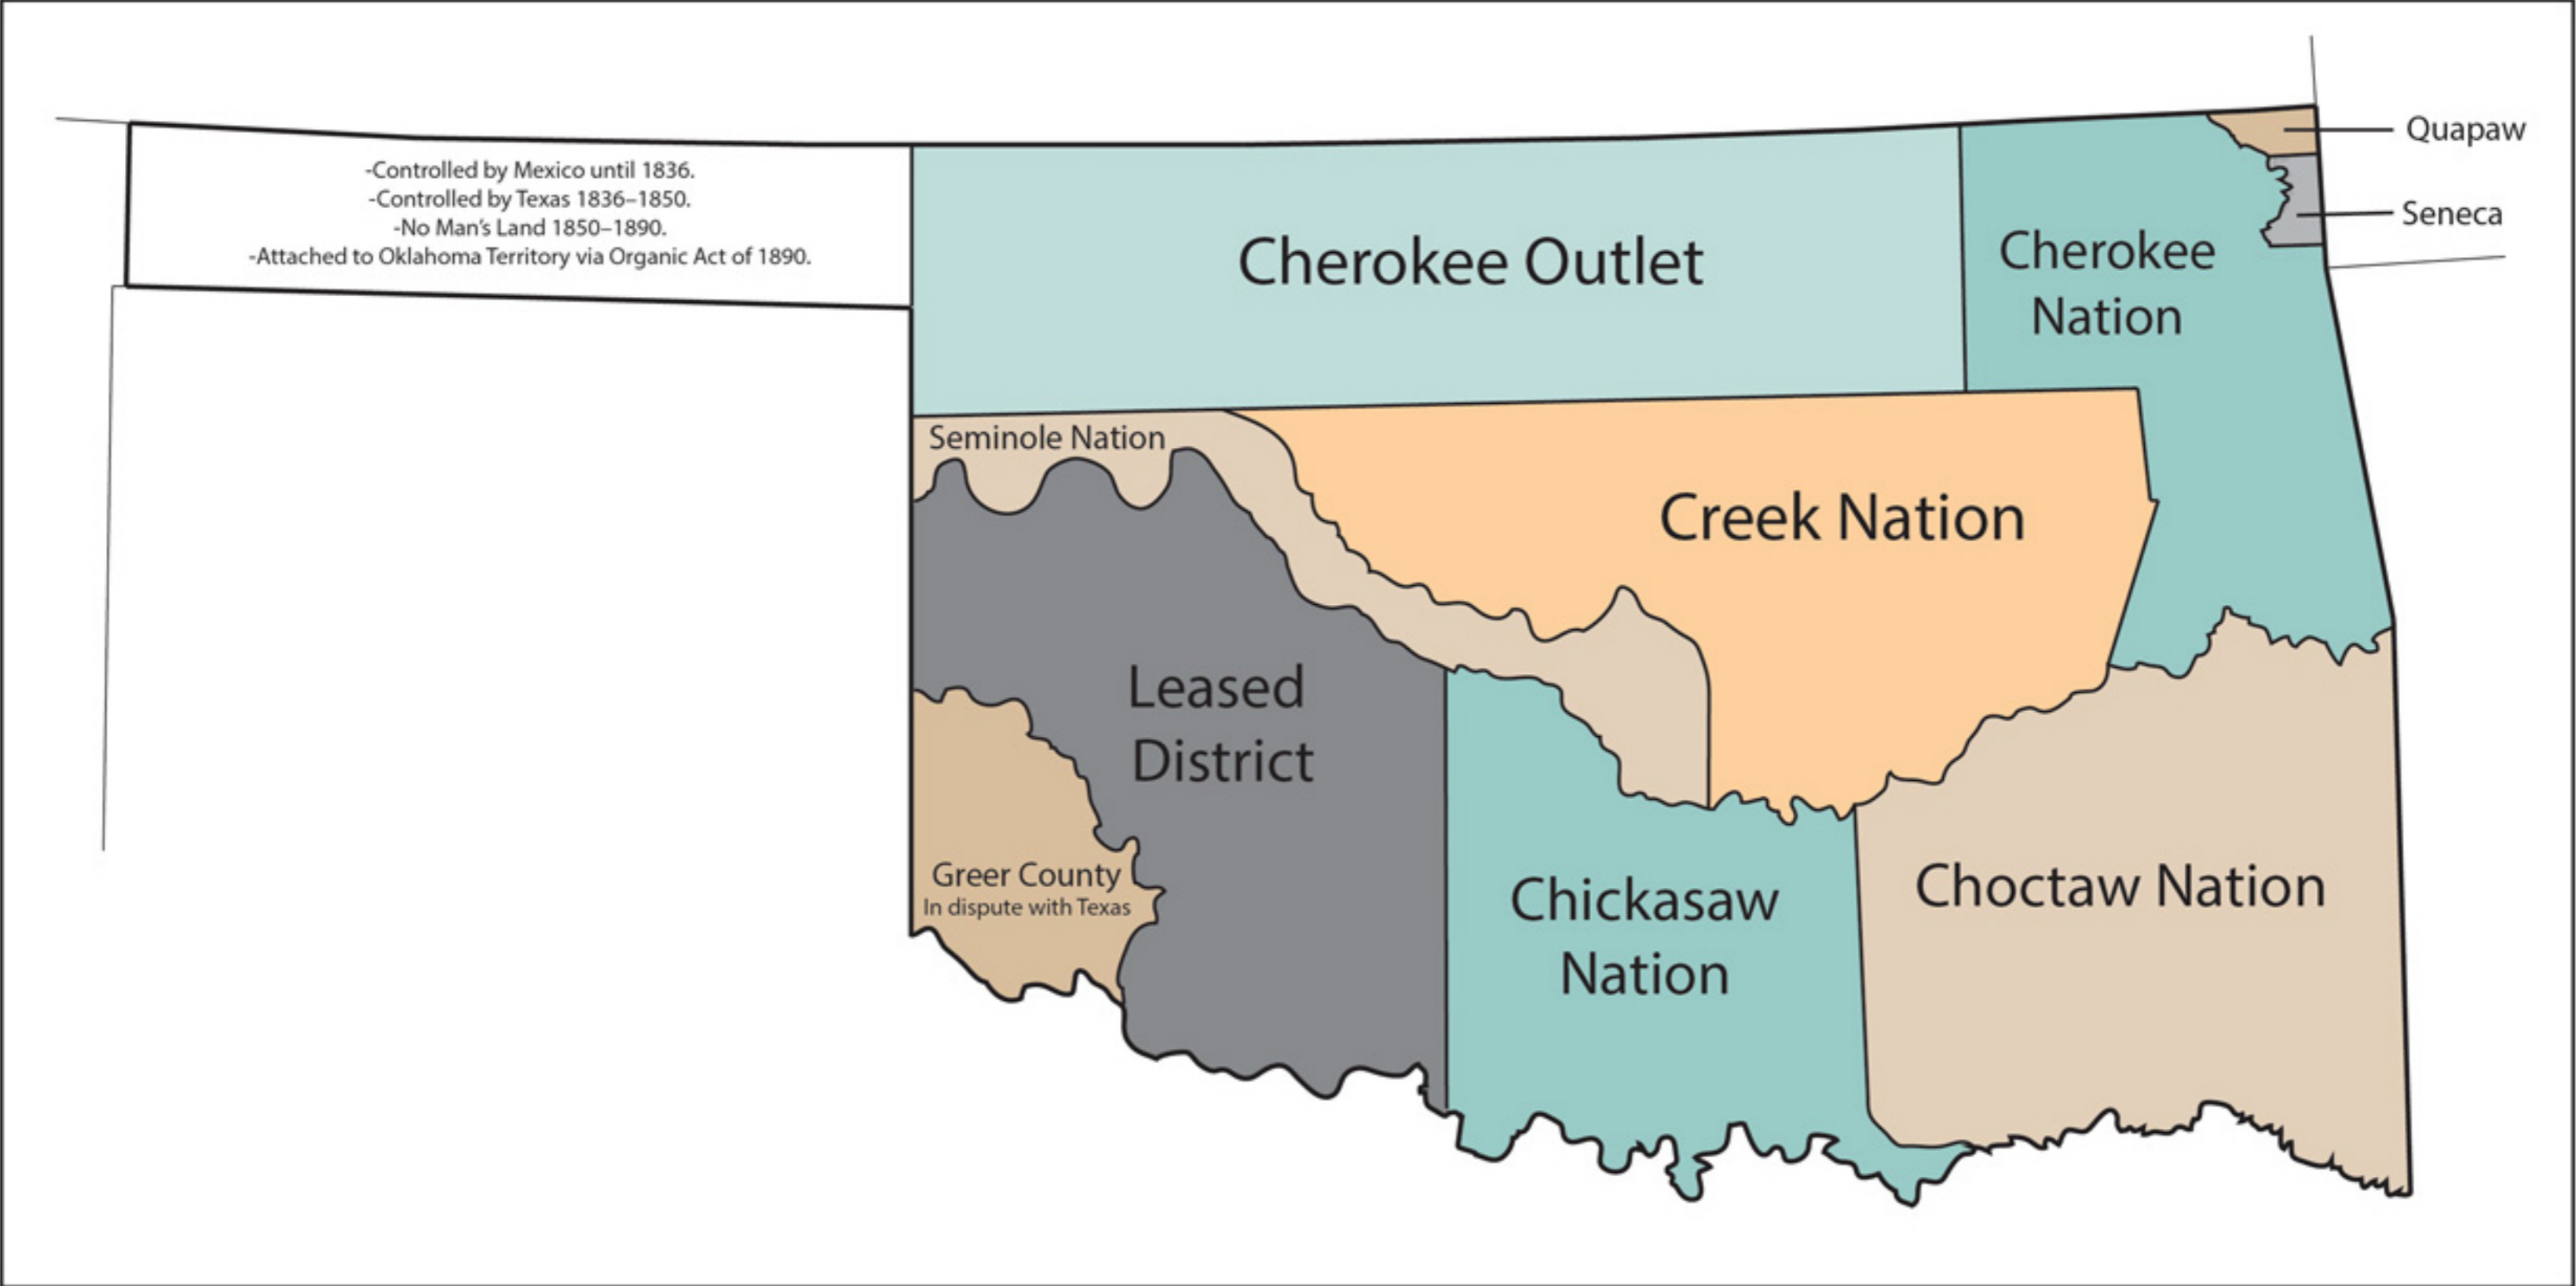 -Controlled by Mexico until 1836.
-Controlled by Texas 1836–1850.
-No Man's Land 1850–1890.
-Attached to Oklahoma Territory via Organic Act of 1890.
Cherokee Outlet
Cherokee
Nation
Quapaw
Seneca
Seminole Nation
Creek Nation
Leased
District
Greer County
In dispute with Texas
Chickasaw
Nation
Choctaw Nation